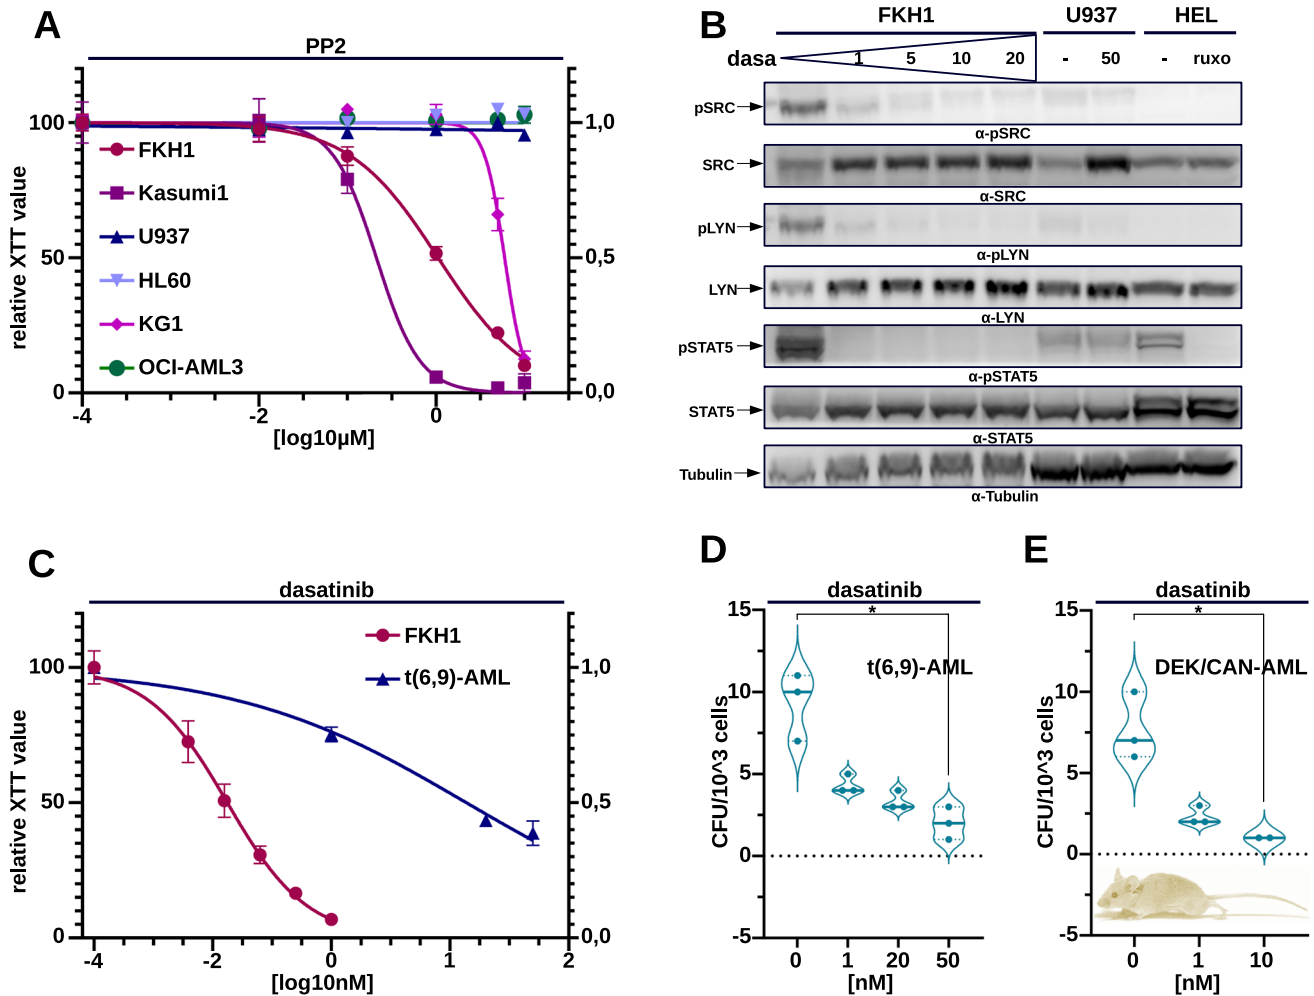 A
PP2
relative XTT value
100
50
0
1,0
0,5
0,0
FKH1
Kasumi1
U937
HL60
KG1
OCI-AML3
-4 -2 0
[log10µM]
B
FKH1 U937 HEL
dasa 1 5 10 20 - 50 - ruxo
pSRC
α-pSRC
SRC
α-SRC
pLYN
α-pLYN
LYN
α-LYN
pSTAT5
α-pSTAT5
STAT5
α-STAT5
Tubulin
α-Tubulin
C
dasatinib
relative XTT value
100
50
0
1,0
0,5
0,0
FKH1
t(6,9)-AML
-4 -2 0 1 2
[log10nM]
D
dasatinib
*
t(6,9)-AML
CFU/10^3 cells
15
10
5
0
-5
0 1 20 50
[nM]
E
dasatinib
*
DEK/CAN-AML
CFU/10^3 cells
15
10
5
0
-5
0 1 10
[nM]